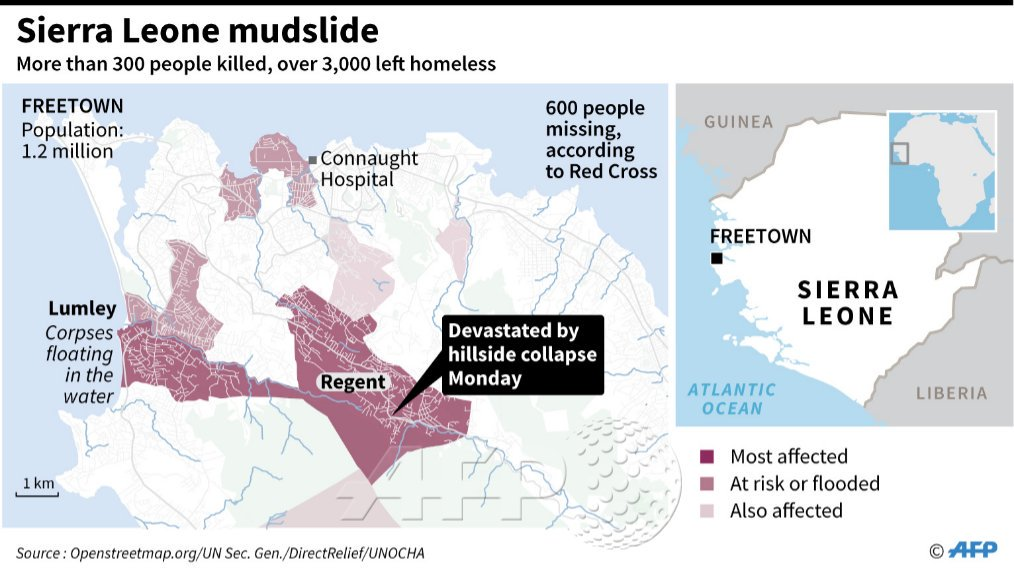 Sierra Leone mudslide
More than 300 people killed, over 3,000 left homeless
FREETOWN
Population:
1.2 million
Connaught
Hospital
600 people
missing,
according
to Red Cross
Lumley
Corpses
floating
in the
water
Regent
Devastated by
hillside collapse
Monday
1 km
AFP
GUINEA
FREETOWN
SIERRA
LEONE
ATLANTIC
OCEAN
LIBERIA
Most affected
At risk or flooded
Also affected
Source : Openstreetmap.org/UN Sec. Gen./DirectRelief/UNOCHA
© AFP